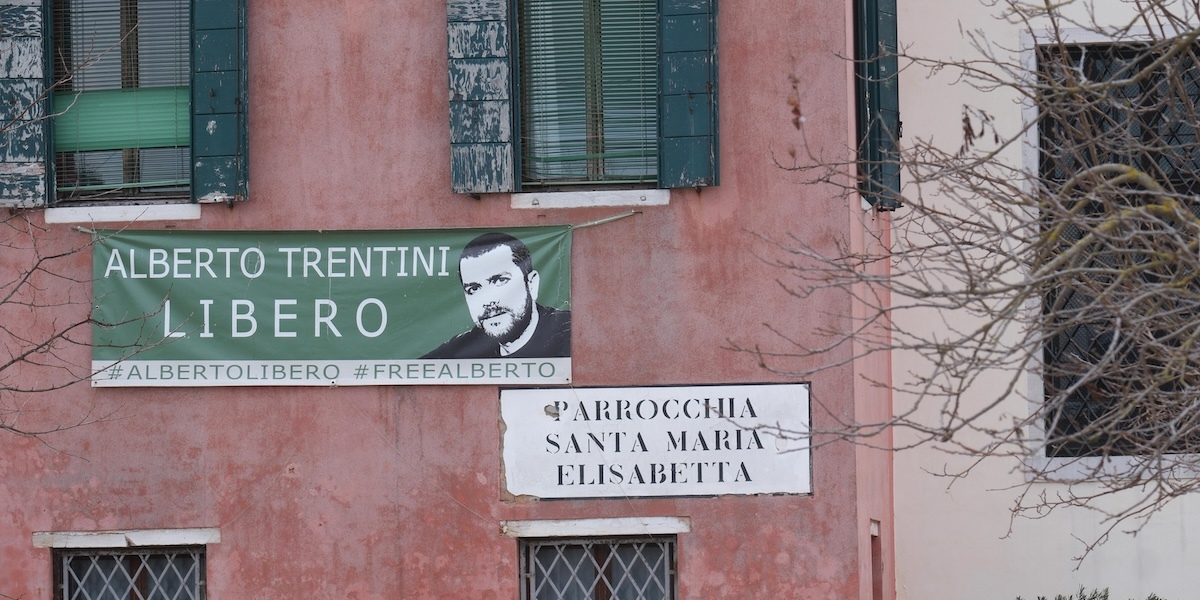 ALBERTO TRENTINI
LIBERO
#ALBERTOLIBERO #FREEALBERTO
PARROCCHIA
SANTA MARIA
ELISABETTA